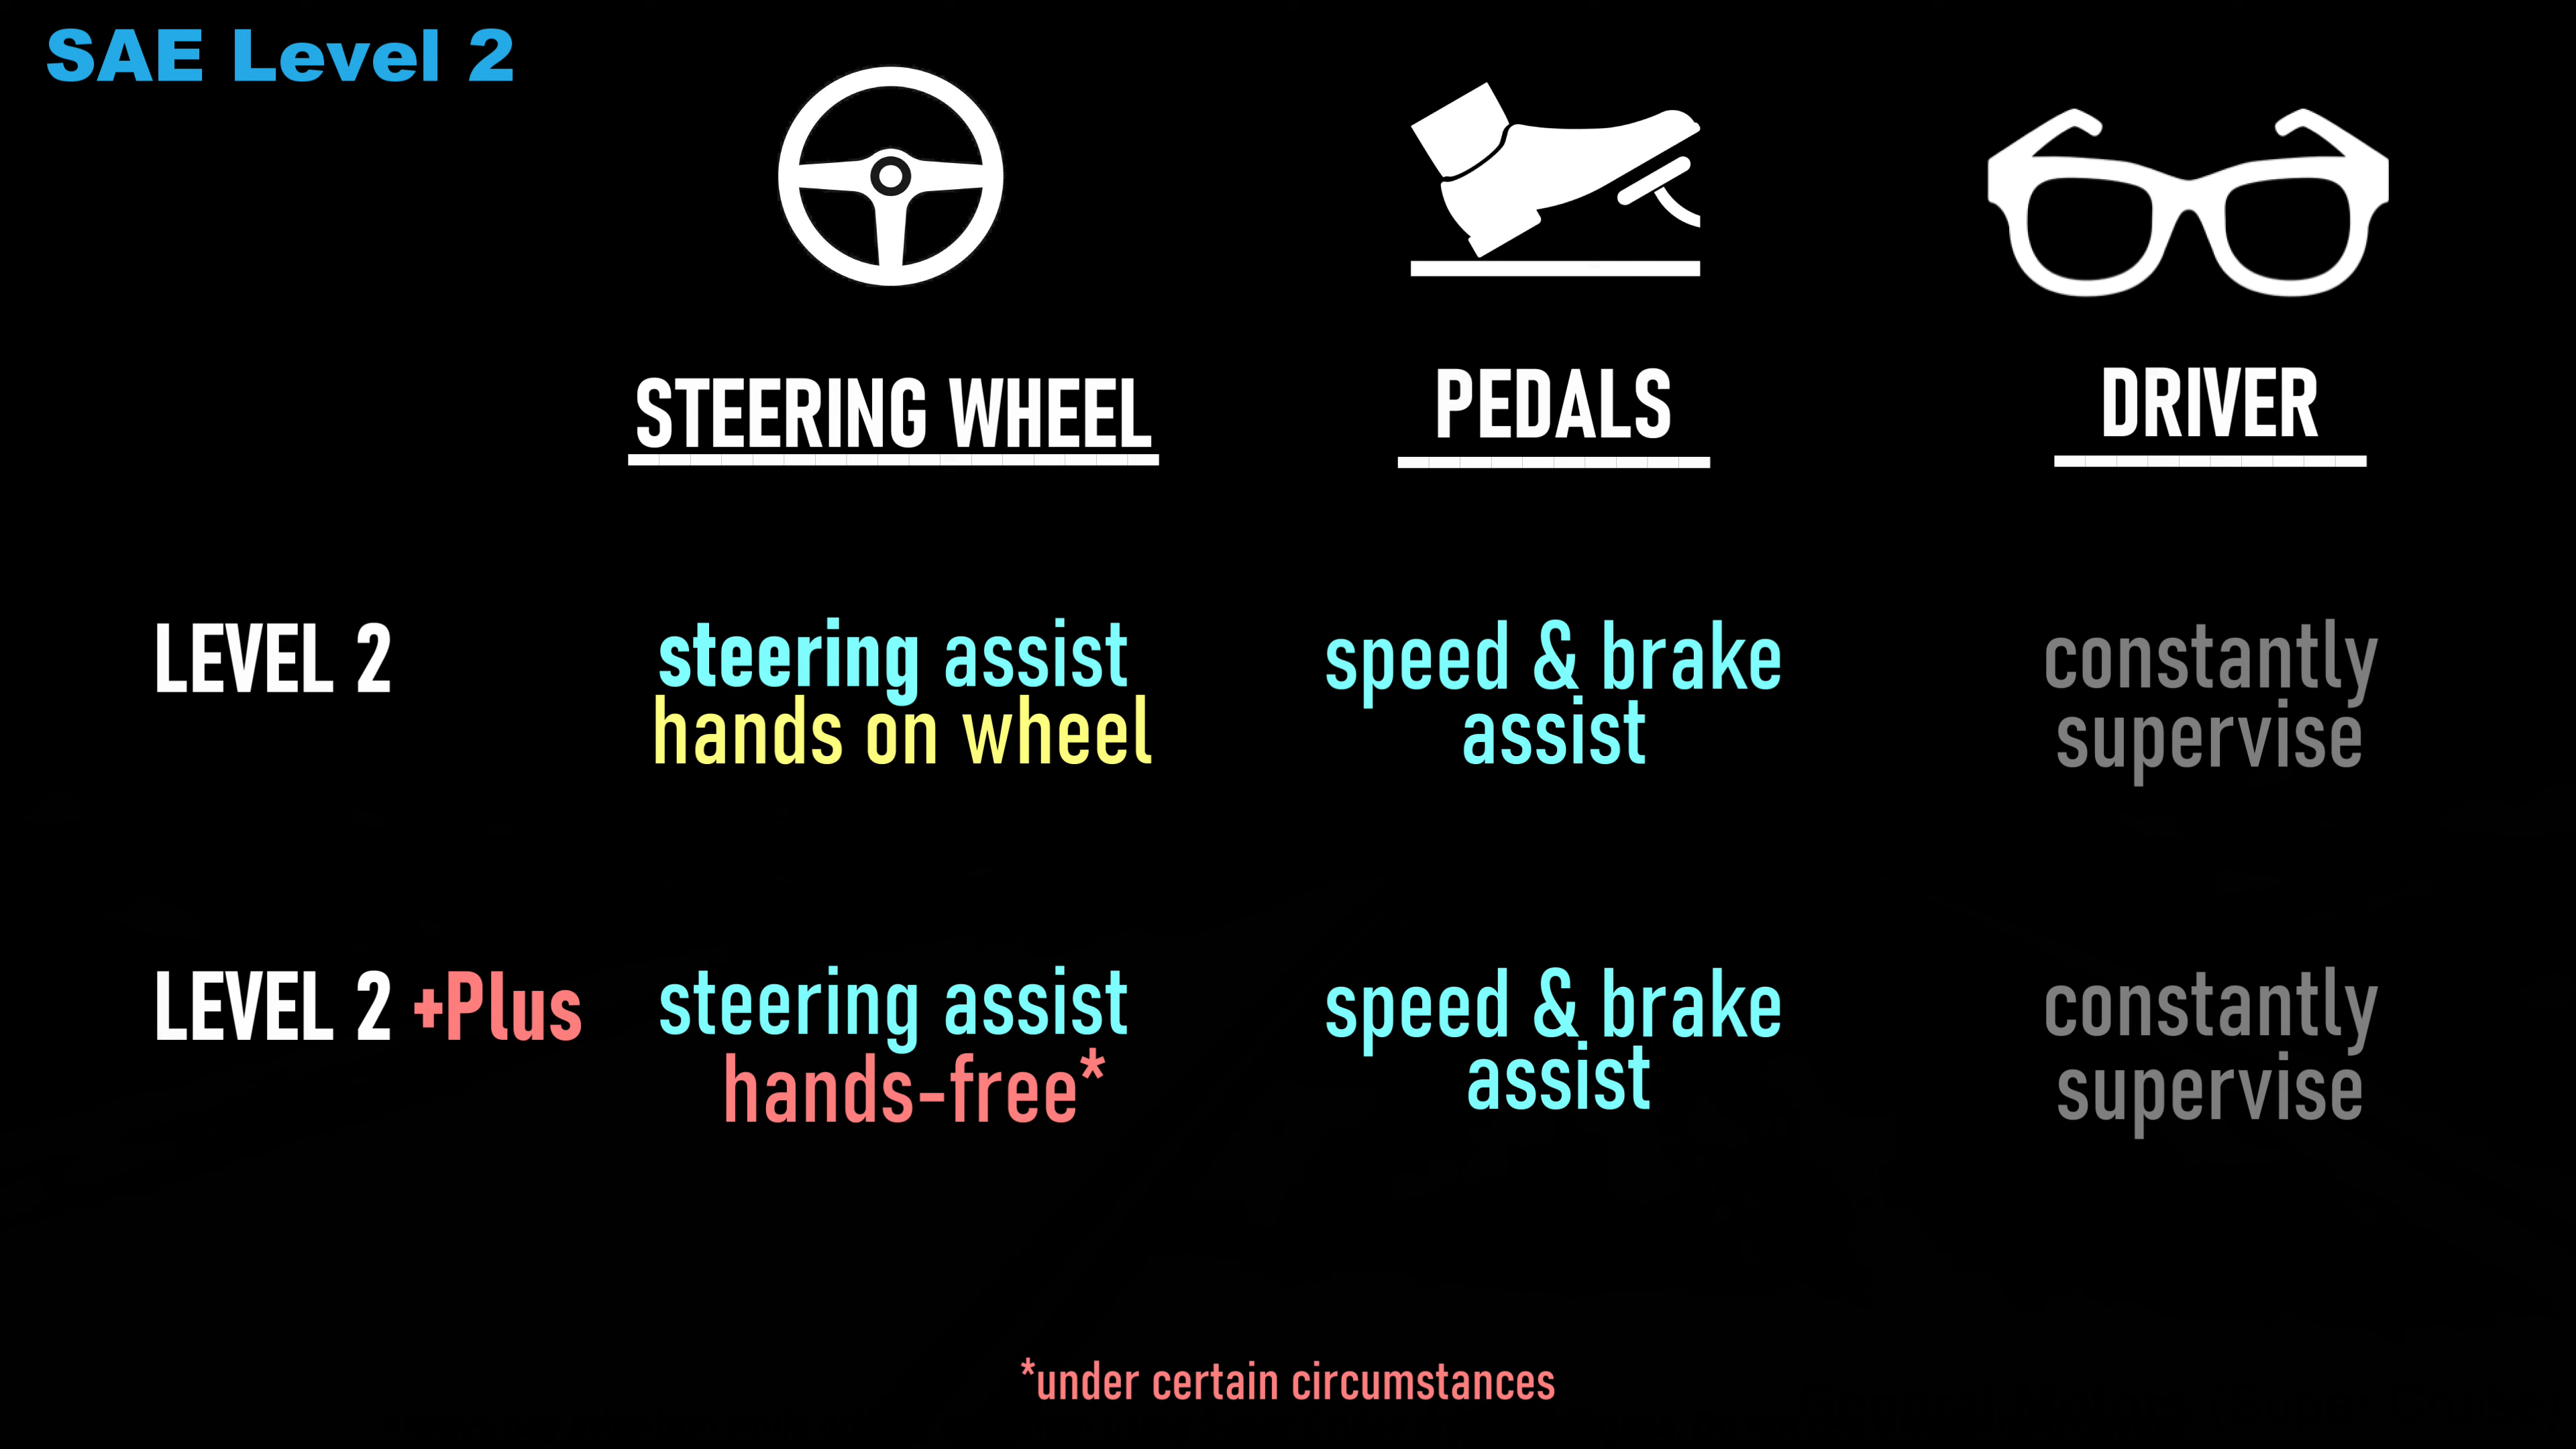 SAE Level 2
STEERING WHEEL
PEDALS
DRIVER
LEVEL 2
steering assist
hands on wheel
speed & brake
assist
constantly
supervise
LEVEL 2 +Plus
steering assist
hands-free*
speed & brake
assist
constantly
supervise
*under certain circumstances